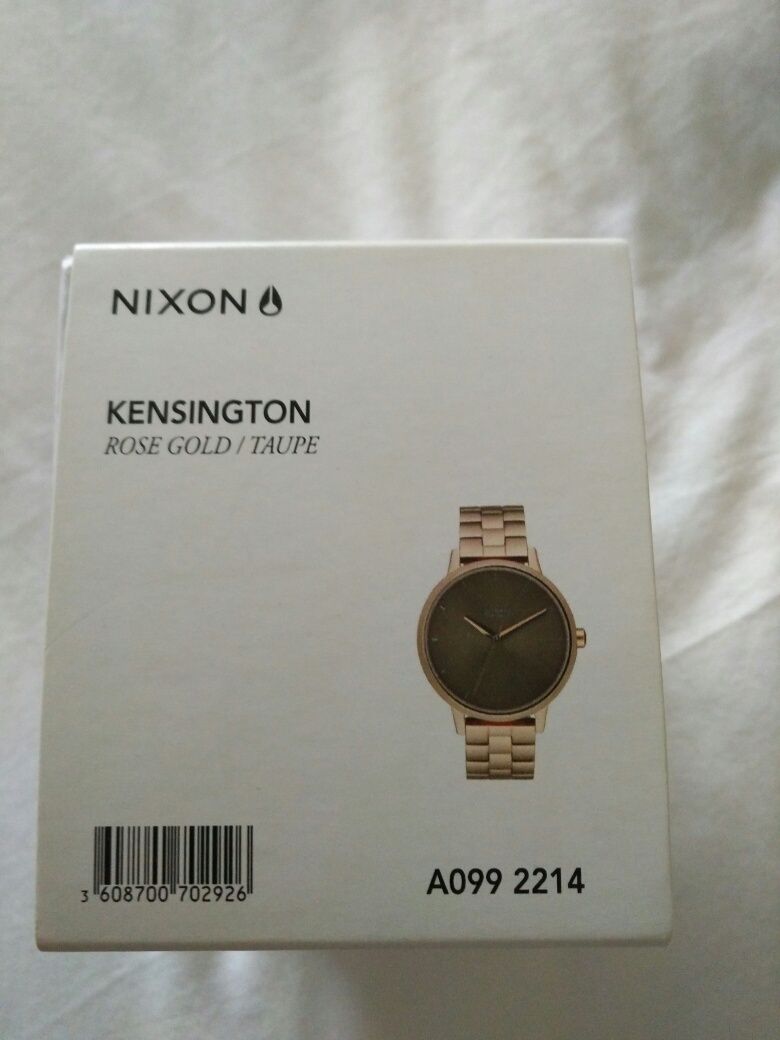 NIXON
KENSINGTON
ROSE GOLD / TAUPE
3 608700 702926
A099 2214